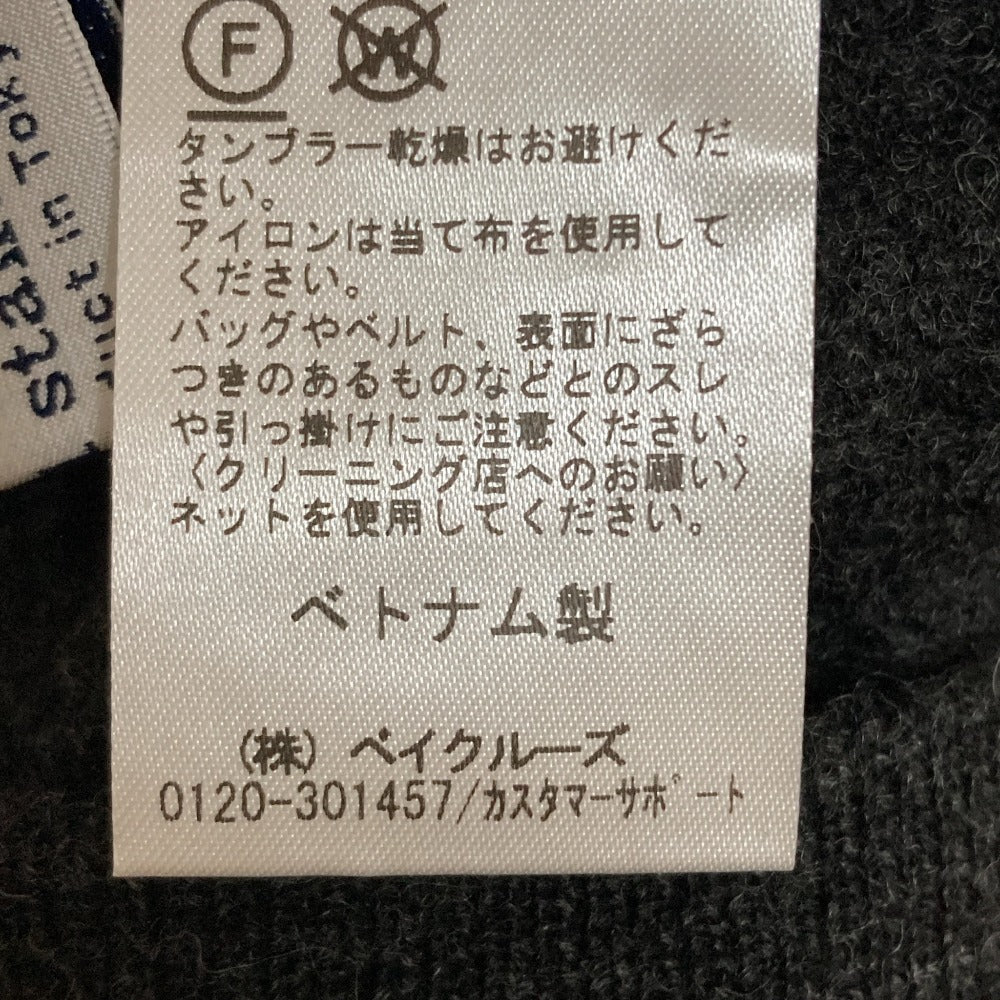 F W
タンブラー乾燥はお避けくだ
さい。
アイロンは当て布を使用して
ください。
バッグやベルト、表面にざら
つきのあるものなどとのスレ
や引っ掛けにご注意ください。
〈クリーニング店へのお願い〉
ネットを使用してください。
ベトナム製
(株) ベイクルーズ
0120-301457/カスタマーサポート
in